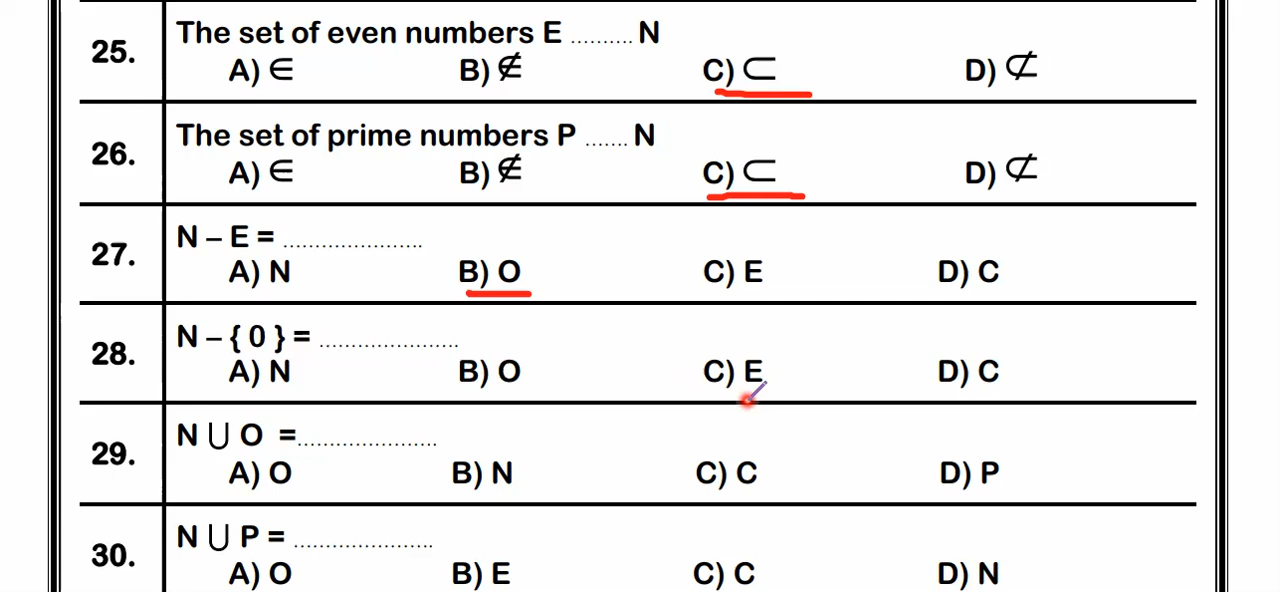 25. The set of even numbers E .......... N
A) ∈ B) ∉ C) ⊂ D) ⊄
26. The set of prime numbers P ....... N
A) ∈ B) ∉ C) ⊂ D) ⊄
27. N – E = ......................
A) N B) O C) E D) C
28. N – { 0 } = ......................
A) N B) O C) E D) C
29. N ⋃ O =......................
A) O B) N C) C D) P
30. N ⋃ P = ......................
A) O B) E C) C D) N